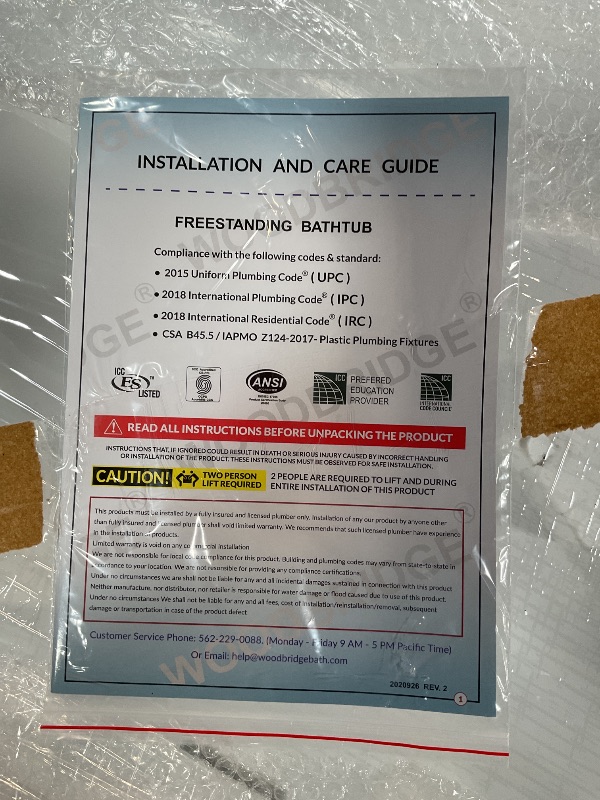 INSTALLATION AND CARE GUIDE
FREESTANDING BATHTUB
Compliance with the following codes & standard:
• 2015 Uniform Plumbing Code® ( UPC )
• 2018 International Plumbing Code® ( IPC )
• 2018 International Residential Code® ( IRC )
• CSA B45.5 / IAPMO Z124-2017- Plastic Plumbing Fixtures
ICC ES™ LISTED
ANSI
ICC PREFERRED EDUCATION PROVIDER
ICC INTERNATIONAL CODE COUNCIL
READ ALL INSTRUCTIONS BEFORE UNPACKING THE PRODUCT
INSTRUCTIONS THAT, IF IGNORED COULD RESULT IN DEATH OR SERIOUS INJURY CAUSED BY INCORRECT HANDLING
OR INSTALLATION OF THE PRODUCT. THESE INSTRUCTIONS MUST BE OBSERVED FOR SAFE INSTALLATION.
CAUTION! TWO PERSON LIFT REQUIRED
2 PEOPLE ARE REQUIRED TO LIFT AND DURING
ENTIRE INSTALLATION OF THIS PRODUCT
This products must be installed by a fully insured and licensed plumber only. Installation of any our product by anyone other
than fully insured and licensed plumber shall void limited warranty. We recommends that such licensed plumber have experience
in the installation of products.
Limited warranty is void on any commercial installation
We are not responsible for local code compliance for this product. Building and plumbing codes may vary from state to state in
accordance to your location. We are not responsible for providing any compliance certifications.
Under no circumstances we are shall not be liable for any and all incidental damages sustained in connection with this product
Neither manufacture, nor distributor, nor retailer is responsible for water damage or flood caused due to use of this product.
Under no circumstances We shall not be liable for any and all fees, cost of installation/reinstallation/removal, subsequent
damage or transportation in case of the product defect
Customer Service Phone: 562-229-0088. (Monday - Friday 9 AM - 5 PM Pacific Time)
Or Email: help@woodbridgebath.com
2020926 REV. 2
1
WOODBRIDGE®